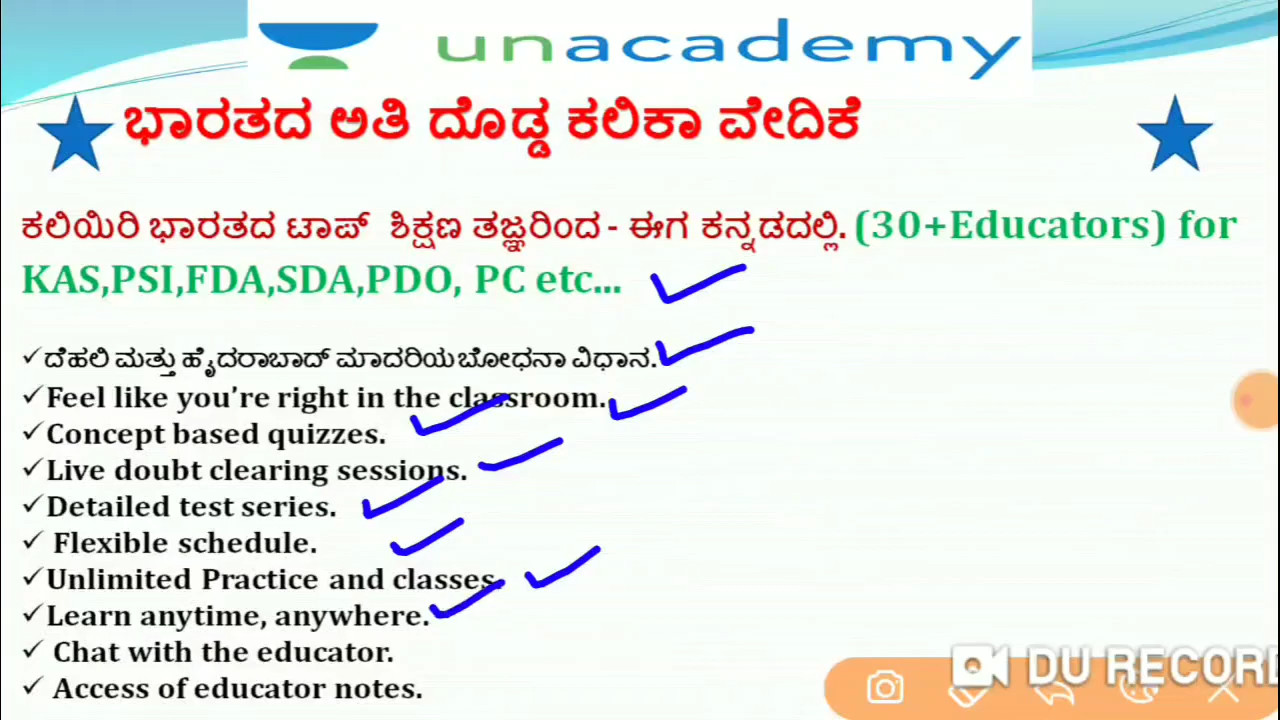 unacademy
ಭಾರತದ ಅತಿ ದೊಡ್ಡ ಕಲಿಕಾ ವೇದಿಕೆ
ಕಲಿಯಿರಿ ಭಾರತದ ಟಾಪ್ ಶಿಕ್ಷಣ ತಜ್ಞರಿಂದ - ಈಗ ಕನ್ನಡದಲ್ಲಿ. (30+Educators) for
KAS,PSI,FDA,SDA,PDO, PC etc...
ದೆಹಲಿ ಮತ್ತು ಹೈದರಾಬಾದ್ ಮಾದರಿಯ ಬೋಧನಾ ವಿಧಾನ.
Feel like you're right in the classroom.
Concept based quizzes.
Live doubt clearing sessions.
Detailed test series.
Flexible schedule.
Unlimited Practice and classes.
Learn anytime, anywhere.
Chat with the educator.
Access of educator notes.
DU RECORD